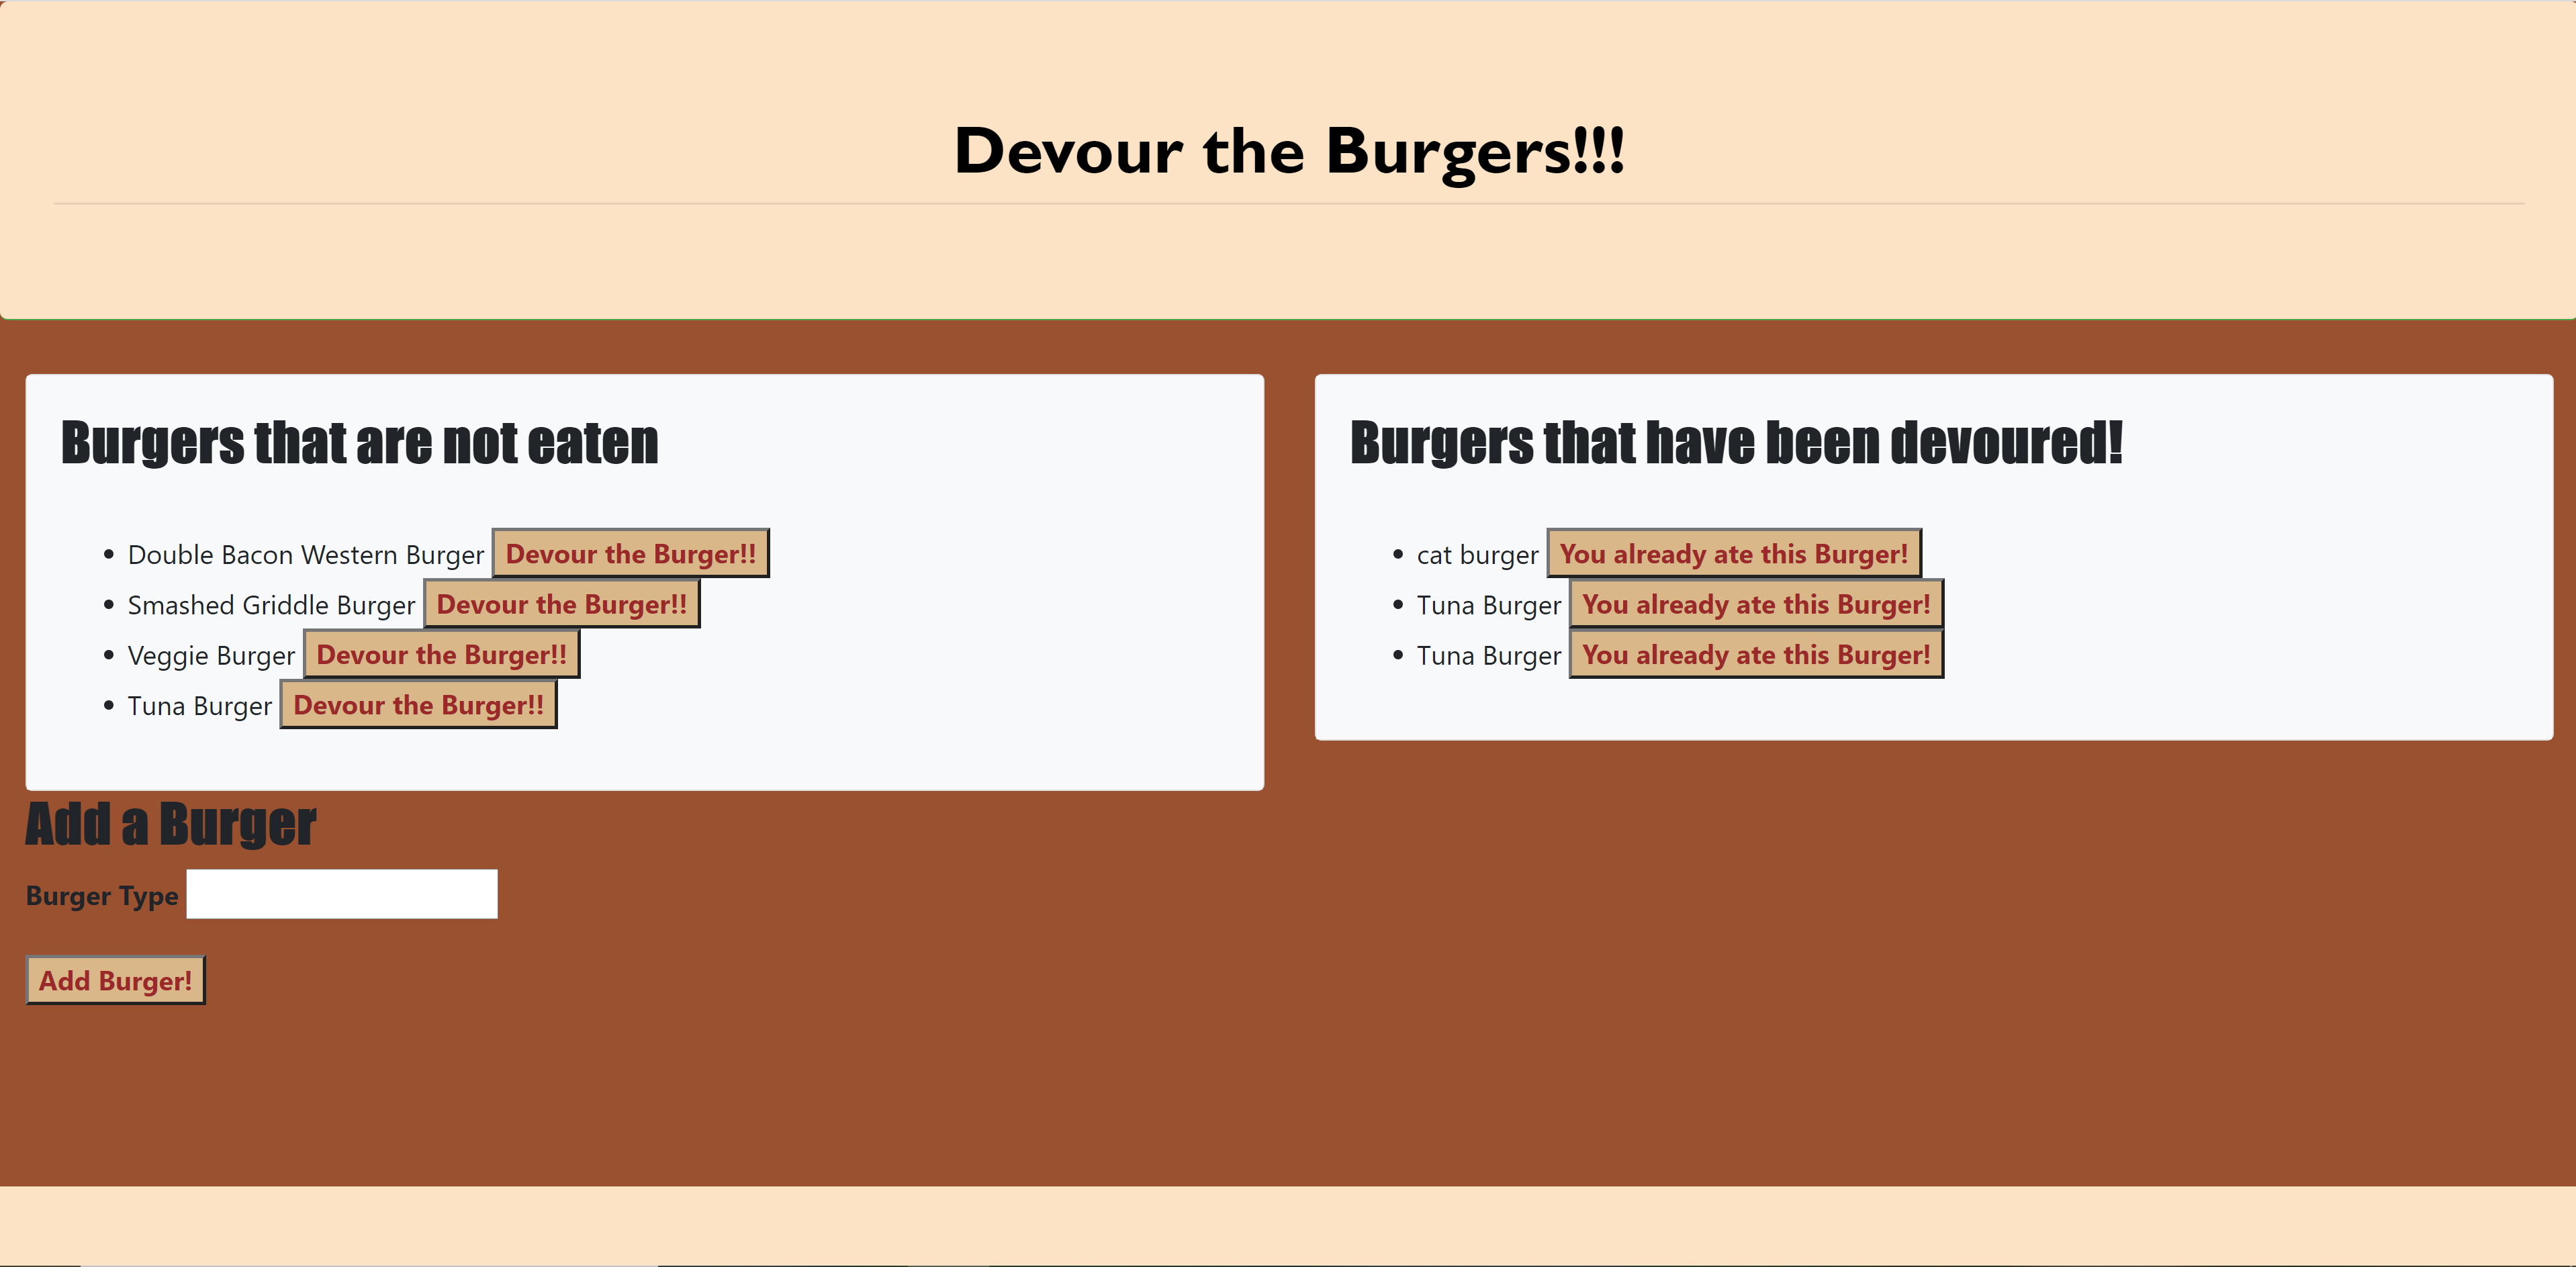 Devour the Burgers!!!
Burgers that are not eaten
Double Bacon Western Burger Devour the Burger!!
Smashed Griddle Burger Devour the Burger!!
Veggie Burger Devour the Burger!!
Tuna Burger Devour the Burger!!
Burgers that have been devoured!
cat burger You already ate this Burger!
Tuna Burger You already ate this Burger!
Tuna Burger You already ate this Burger!
Add a Burger
Burger Type
Add Burger!